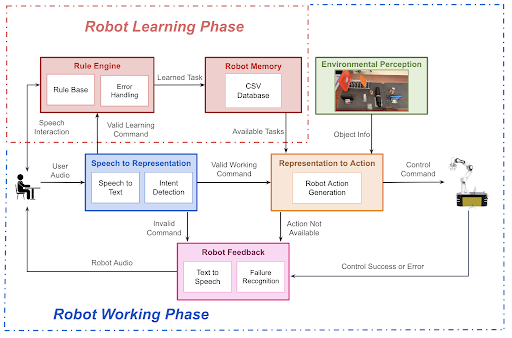 Robot Learning Phase
Rule Engine
Rule Base
Error
Handling
Learned Task
Robot Memory
CSV
Database
Environmental Perception
Speech
Interaction
Valid Learning
Command
Available Tasks
Object Info
User
Audio
Speech to Representation
Speech to
Text
Intent
Detection
Valid Working
Command
Representation to Action
Robot Action
Generation
Control
Command
Invalid
Command
Action Not
Available
Robot Feedback
Text to
Speech
Failure
Recognition
Robot Audio
Control Success or Error
Robot Working Phase